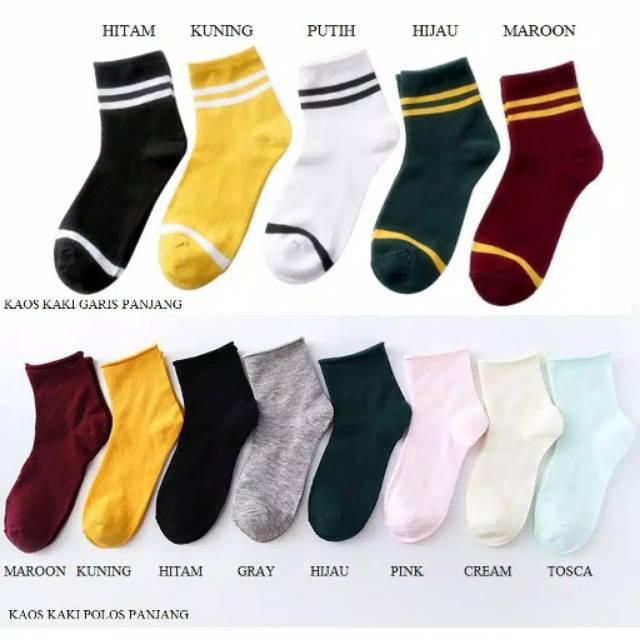 HITAM KUNING PUTIH HIJAU MAROON
KAOS KAKI GARIS PANJANG
MAROON KUNING HITAM GRAY HIJAU PINK CREAM TOSCA
KAOS KAKI POLOS PANJANG